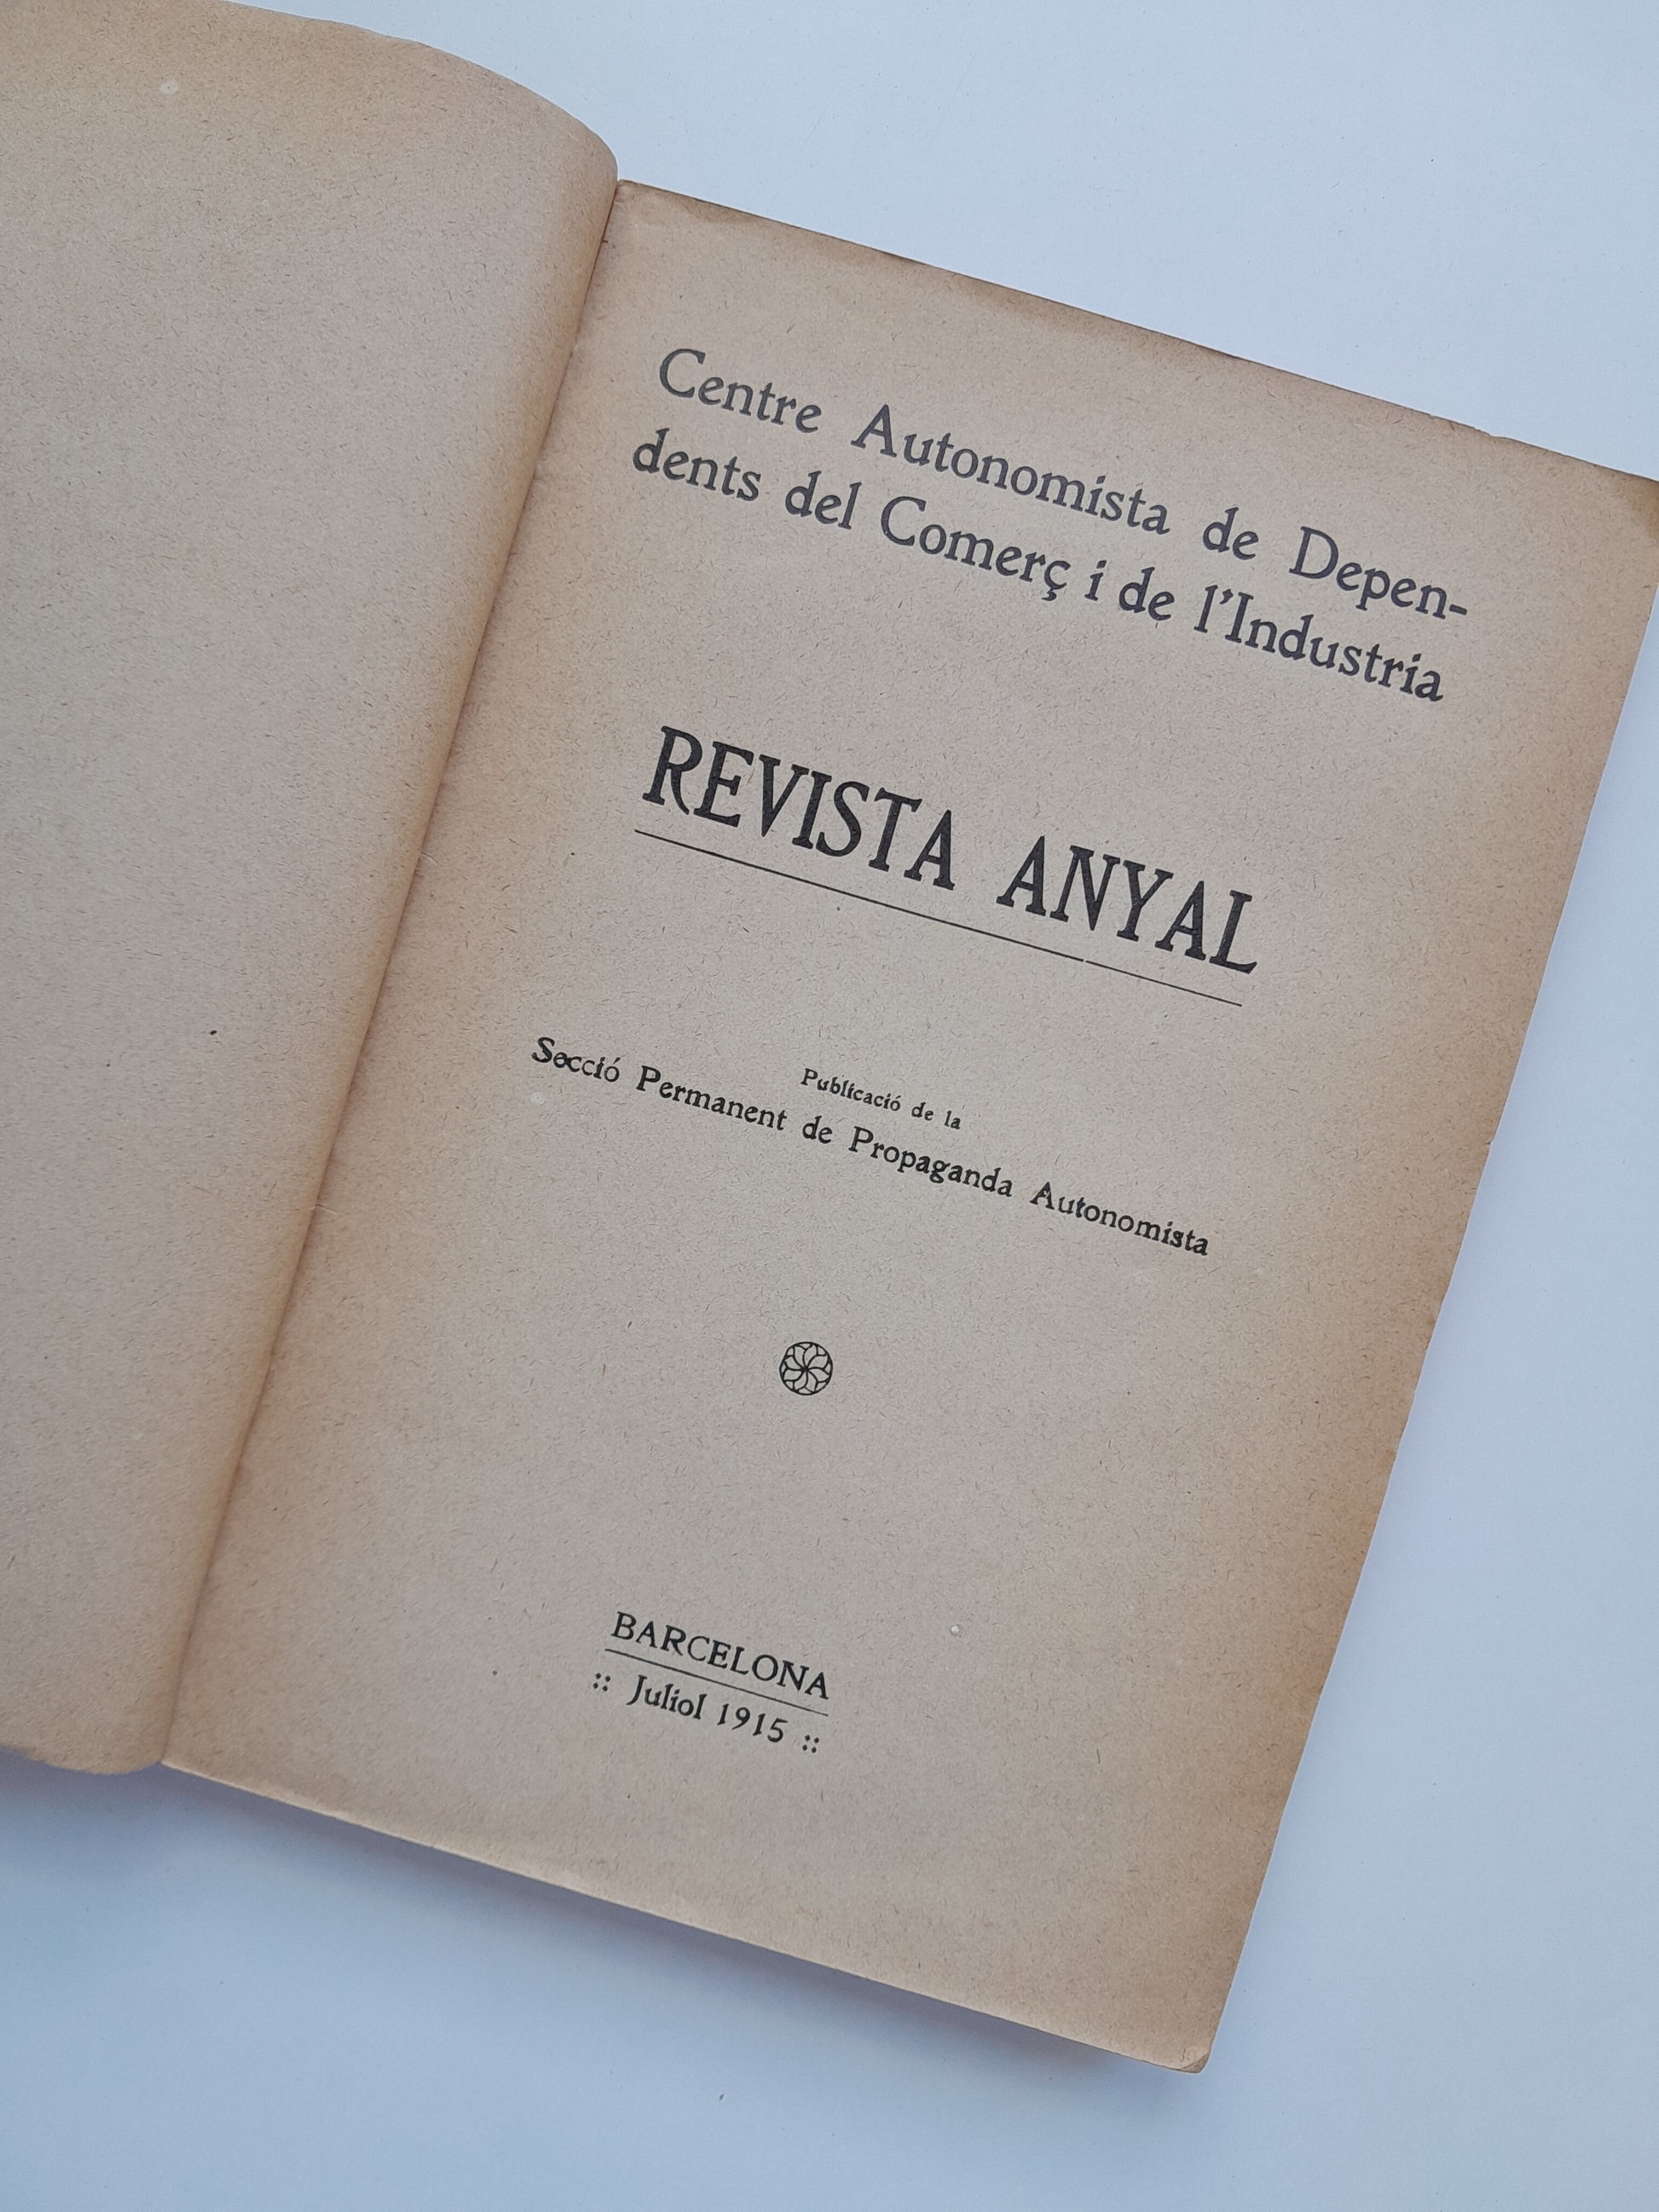 Centre Autonomista de Depen-
dents del Comerç i de l'Industria
REVISTA ANYAL
Publicació de la
Secció Permanent de Propaganda Autonomista
BARCELONA
:: Juliol 1915 ::